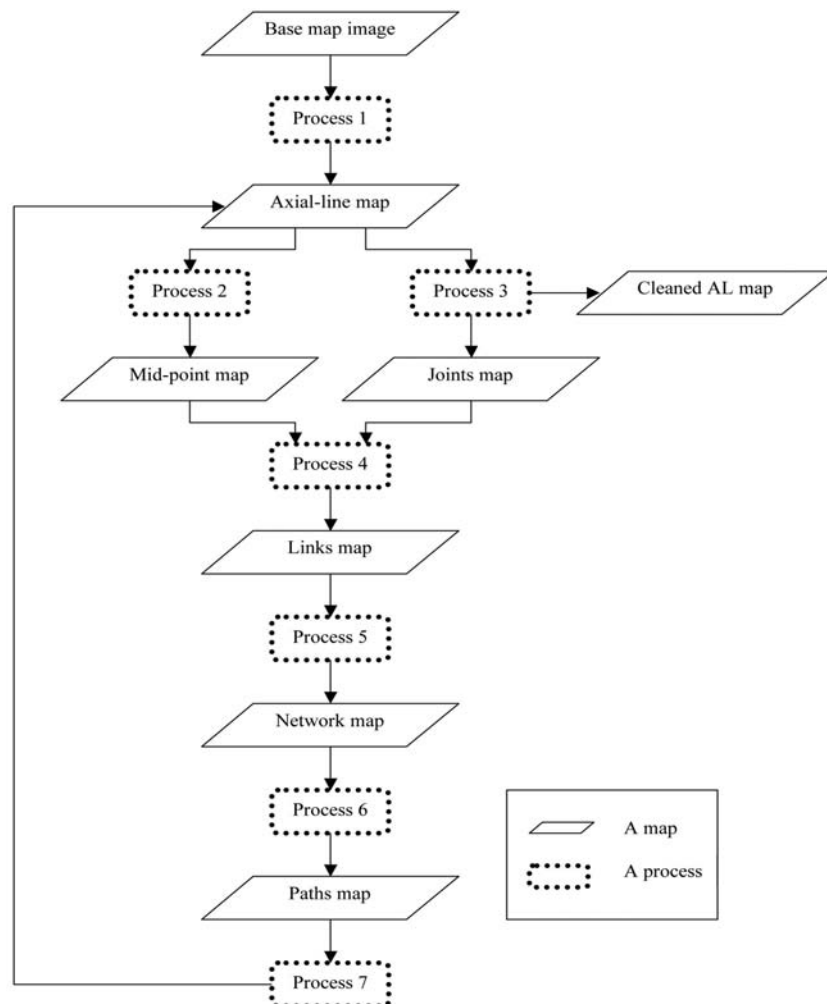 Base map image
Process 1
Axial-line map
Process 2
Process 3
Cleaned AL map
Mid-point map
Joints map
Process 4
Links map
Process 5
Network map
Process 6
A map
A process
Paths map
Process 7